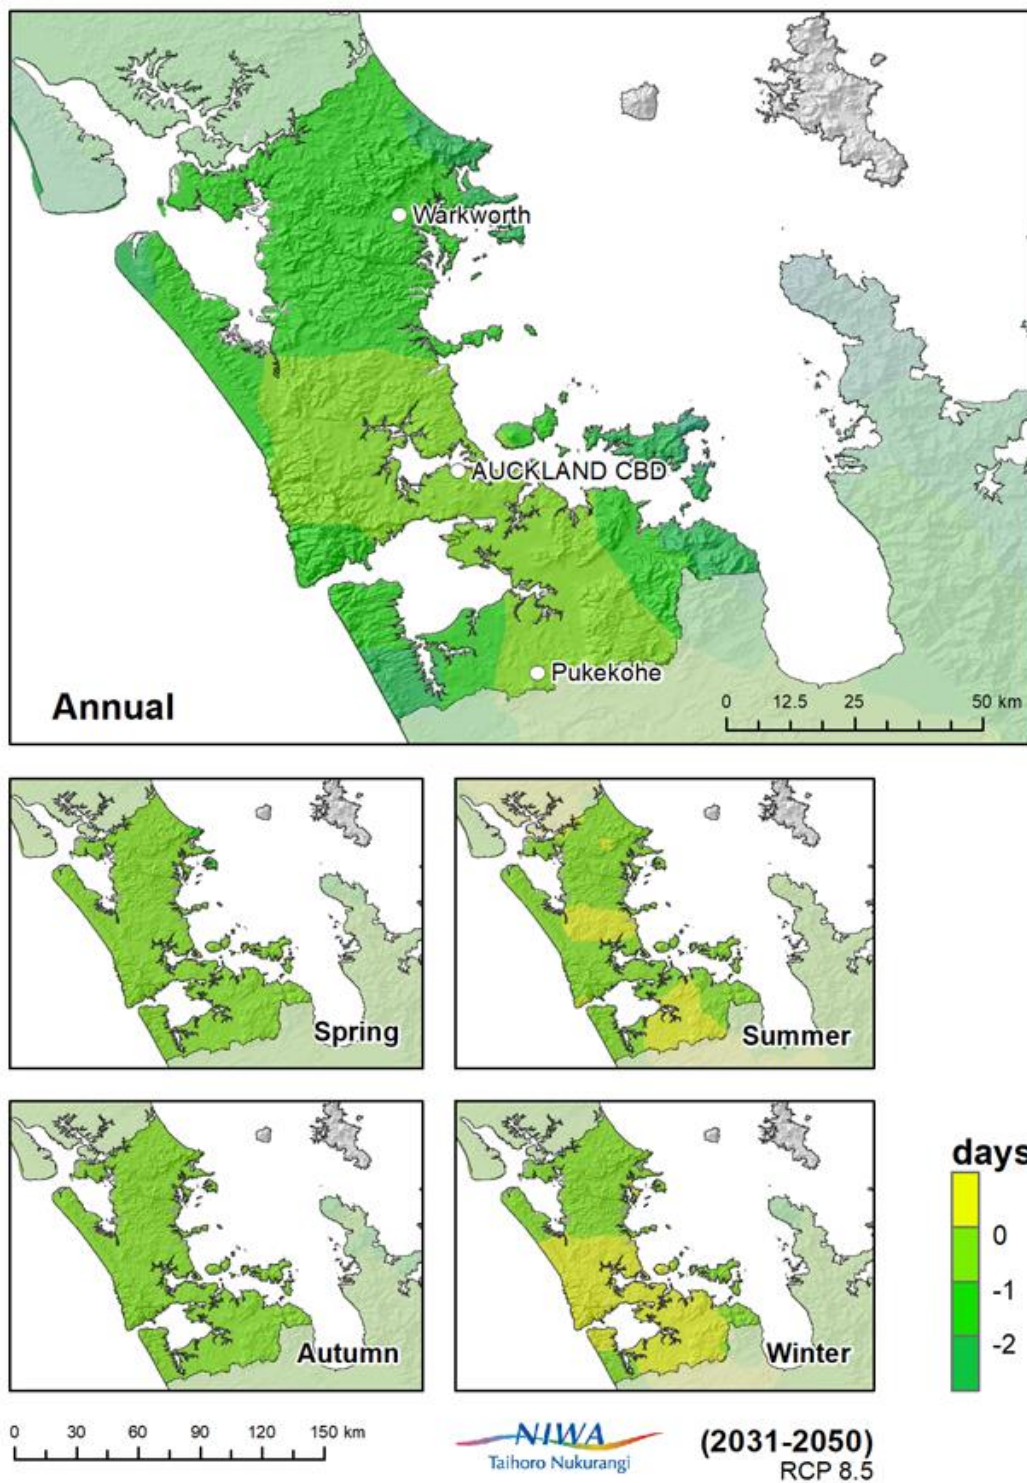 Warkworth
AUCKLAND CBD
Pukekohe
Annual
0 12.5 25 50 km
Spring
Summer
Autumn
Winter
days
0
-1
-2
0 30 60 90 120 150 km
NIWA
Taihoro Nukurangi
(2031-2050)
RCP 8.5